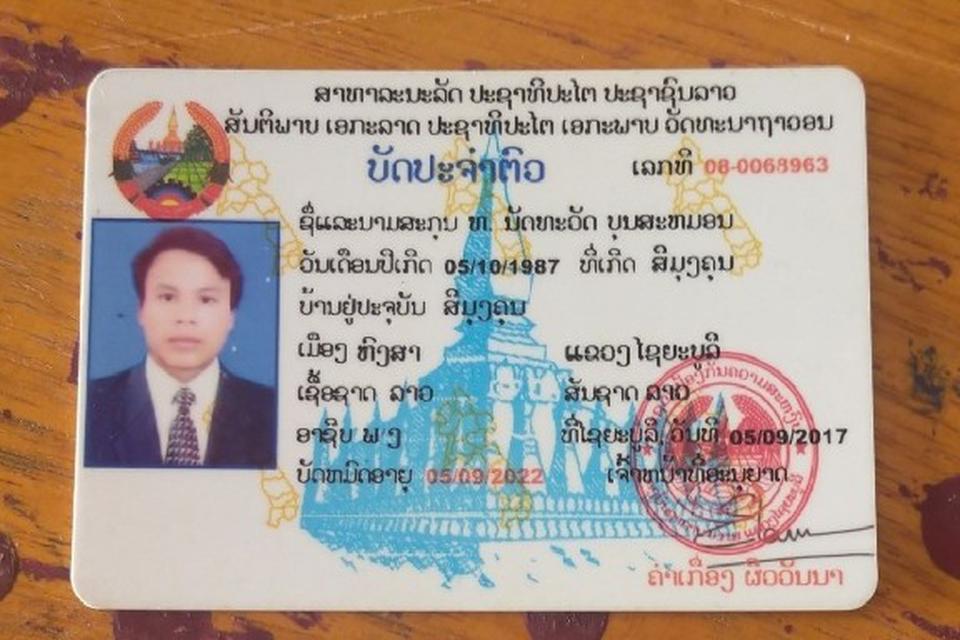 ສາທາລະນະລັດ ປະຊາທິປະໄຕ ປະຊາຊົນລາວ
ສັນຕິພາບ ເອກະລາດ ປະຊາທິປະໄຕ ເອກະພາບ ວັດທະນາຖາວອນ
ບັດປະຈຳຕົວ
ເລກທີ 08-0068963
ຊື່ແລະນາມສະກຸນ ທ. ນັດທະວັດ ບຸນສະຫມອນ
ວັນເດືອນປີເກີດ 05/10/1987 ທີ່ເກີດ ສີມຸງຄຸນ
ບ້ານຢູ່ປະຈຸບັນ ສີມຸງຄຸນ
ເມືອງ ຫົງສາ ແຂວງ ໄຊຍະບູລີ
ເຊື້ອຊາດ ລາວ ສັນຊາດ ລາວ
ອາຊີບ ພ ງ ທີ່ໄຊຍະບູລີ, ວັນທີ 05/09/2017
ບັດຫມົດອາຍຸ 05/09/2022 ເຈົ້າຫນ້າທີ່ອະນຸຍາດ
ຄຳເກື່ອງ ຜິວວັນນາ